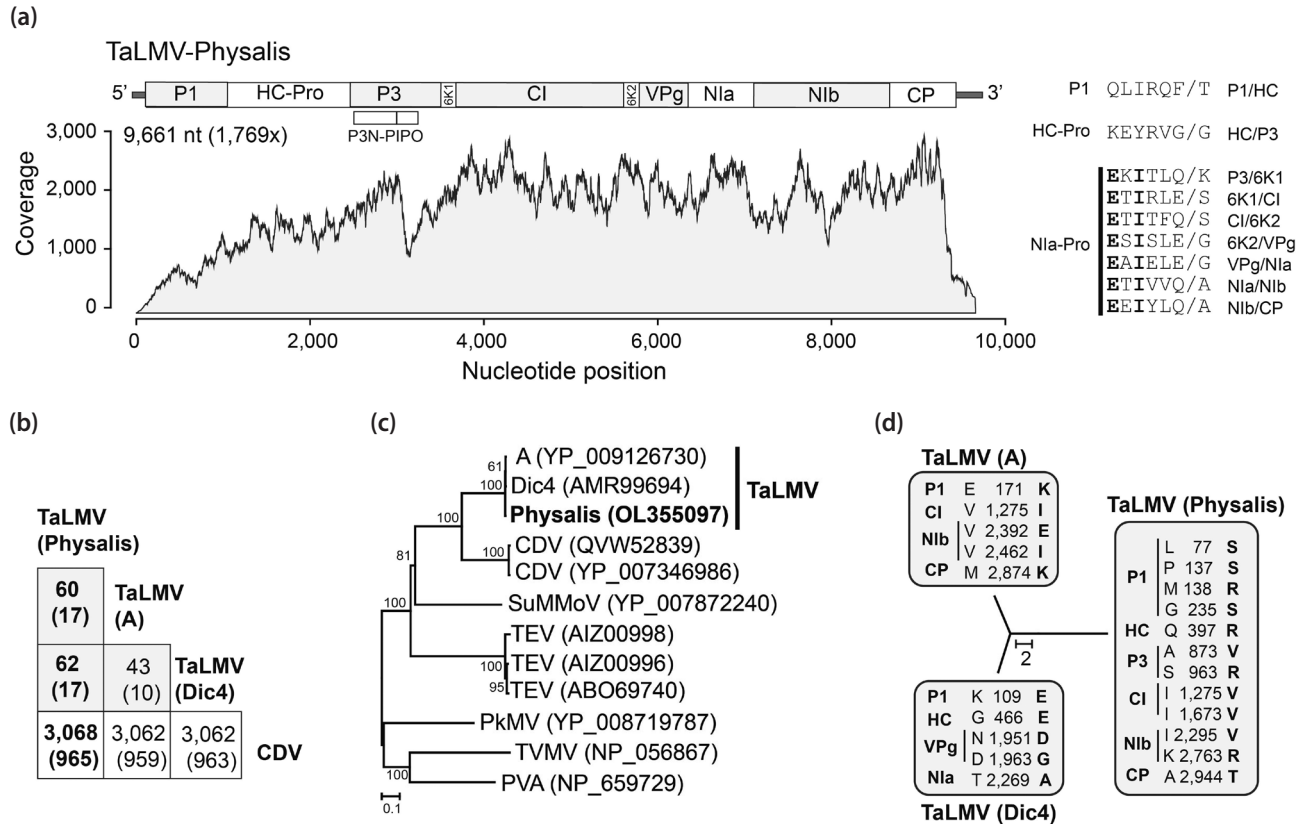 (a)
TaLMV-Physalis
5’ P1 HC-Pro P3 6K1 CI 6K2 VPg NIa NIb CP 3’
P3N-PIPO
9,661 nt (1,769x)
Coverage
3,000
2,000
1,000
0
0 2,000 4,000 6,000 8,000 10,000
Nucleotide position
P1 QLIRQF/T P1/HC
HC-Pro KEYRVG/G HC/P3
NIa-Pro
EKITLQ/K P3/6K1
ETIRLE/S 6K1/CI
ETITFQ/S CI/6K2
ESISLE/G 6K2/VPg
EAIELE/G VPg/NIa
ETIVVQ/A NIa/NIb
EEIYLQ/A NIb/CP
(b)
TaLMV
(Physalis)
60
(17)
TaLMV
(A)
62
(17)
43
(10)
TaLMV
(Dic4)
3,068
(965)
3,062
(959)
3,062
(963)
CDV
(c)
A (YP_009126730)
Dic4 (AMR99694)
Physalis (OL355097)
TaLMV
CDV (QVW52839)
CDV (YP_007346986)
SuMMoV (YP_007872240)
TEV (AIZ00998)
TEV (AIZ00996)
TEV (ABO69740)
PkMV (YP_008719787)
TVMV (NP_056867)
PVA (NP_659729)
61
100
100
100
81
100
100
95
100
0.1
(d)
TaLMV (A)
P1 E 171 K
CI V 1,275 I
NIb V 2,392 E
V 2,462 I
CP M 2,874 K
TaLMV (Physalis)
P1 L 77 S
P 137 S
M 138 R
G 235 S
HC Q 397 R
P3 A 873 V
S 963 R
CI I 1,275 V
I 1,673 V
NIb I 2,295 V
K 2,763 R
CP A 2,944 T
2
P1 K 109 E
HC G 466 E
VPg N 1,951 D
D 1,963 G
NIa T 2,269 A
TaLMV (Dic4)